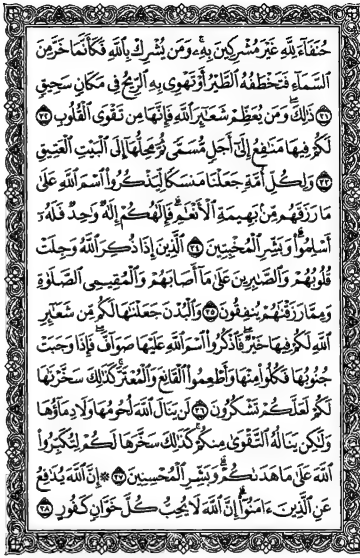 حُنَفَآءَ لِلَّهِ غَيْرَ مُشْرِكِينَ بِهِۦۚ وَمَن يُشْرِكْ بِٱللَّهِ فَكَأَنَّمَا خَرَّ مِنَ
ٱلسَّمَآءِ فَتَخْطَفُهُ ٱلطَّيْرُ أَوْ تَهْوِى بِهِ ٱلرِّيحُ فِى مَكَانٍ سَحِيقٍ
٣١ ذَٰلِكَۖ وَمَن يُعَظِّمْ شَعَٰٓئِرَ ٱللَّهِ فَإِنَّهَا مِن تَقْوَى ٱلْقُلُوبِ ٣٢
لَكُمْ فِيهَا مَنَٰفِعُ إِلَىٰٓ أَجَلٍ مُّسَمًّى ثُمَّ مَحِلُّهَآ إِلَى ٱلْبَيْتِ ٱلْعَتِيقِ
٣٣ وَلِكُلِّ أُمَّةٍ جَعَلْنَا مَنسَكًا لِّيَذْكُرُوا۟ ٱسْمَ ٱللَّهِ عَلَىٰ
مَا رَزَقَهُم مِّنۢ بَهِيمَةِ ٱلْأَنْعَٰمِۗ فَإِلَٰهُكُمْ إِلَٰهٌ وَٰحِدٌ فَلَهُۥٓ
أَسْلِمُوا۟ۗ وَبَشِّرِ ٱلْمُخْبِتِينَ ٣٤ ٱلَّذِينَ إِذَا ذُكِرَ ٱللَّهُ وَجِلَتْ
قُلُوبُهُمْ وَٱلصَّٰبِرِينَ عَلَىٰ مَآ أَصَابَهُمْ وَٱلْمُقِيمِى ٱلصَّلَوٰةِ
وَمِمَّا رَزَقْنَٰهُمْ يُنفِقُونَ ٣٥ وَٱلْبُدْنَ جَعَلْنَٰهَا لَكُم مِّن شَعَٰٓئِرِ
ٱللَّهِ لَكُمْ فِيهَا خَيْرٌۖ فَٱذْكُرُوا۟ ٱسْمَ ٱللَّهِ عَلَيْهَا صَوَآفَّۖ فَإِذَا وَجَبَتْ
جُنُوبُهَا فَكُلُوا۟ مِنْهَا وَأَطْعِمُوا۟ ٱلْقَانِعَ وَٱلْمُعْتَرَّۚ كَذَٰلِكَ سَخَّرْنَٰهَا
لَكُمْ لَعَلَّكُمْ تَشْكُرُونَ ٣٦ لَن يَنَالَ ٱللَّهَ لُحُومُهَا وَلَا دِمَآؤُهَا
وَلَٰكِن يَنَالُهُ ٱلتَّقْوَىٰ مِنكُمْۚ كَذَٰلِكَ سَخَّرَهَا لَكُمْ لِتُكَبِّرُوا۟
ٱللَّهَ عَلَىٰ مَا هَدَىٰكُمْۗ وَبَشِّرِ ٱلْمُحْسِنِينَ ٣٧ ۞ إِنَّ ٱللَّهَ يُدَٰفِعُ
عَنِ ٱلَّذِينَ ءَامَنُوٓا۟ۗ إِنَّ ٱللَّهَ لَا يُحِبُّ كُلَّ خَوَّانٍ كَفُورٍ ٣٨